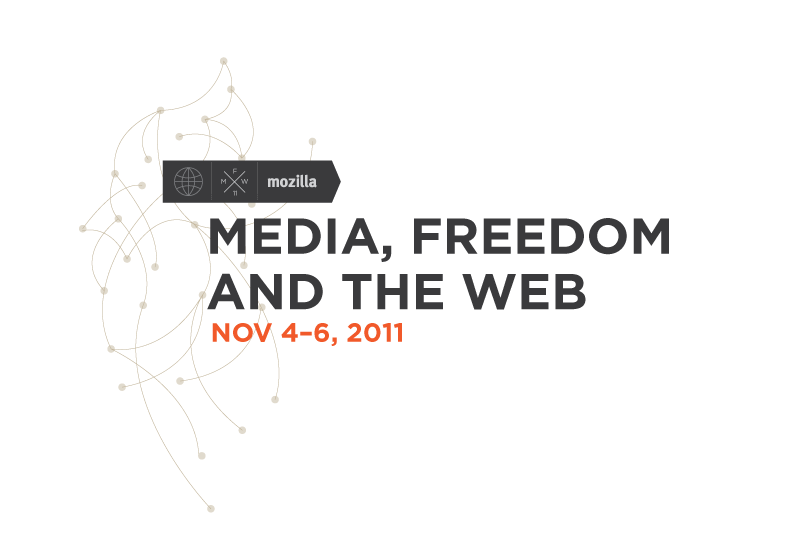 F
M W
11
mozilla
MEDIA, FREEDOM
AND THE WEB
NOV 4–6, 2011